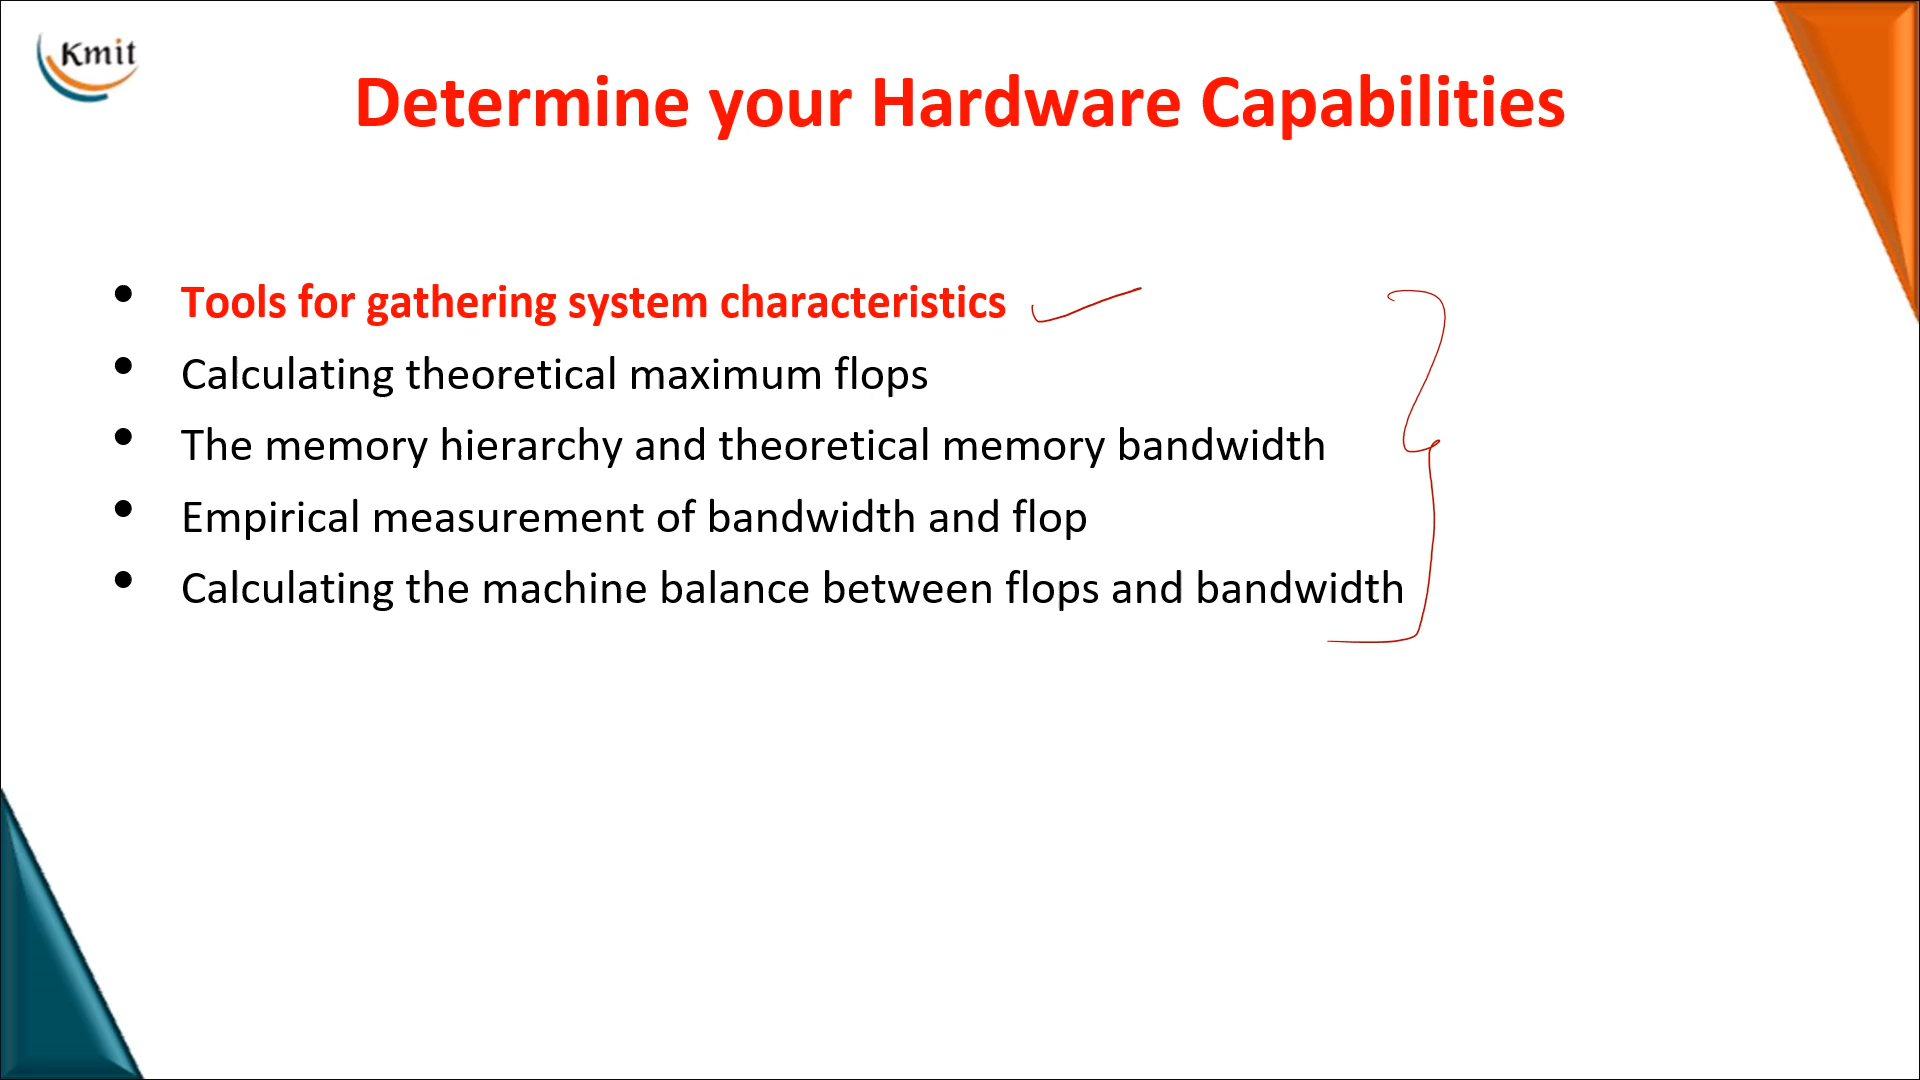 Kmit
Determine your Hardware Capabilities
• Tools for gathering system characteristics
• Calculating theoretical maximum flops
• The memory hierarchy and theoretical memory bandwidth
• Empirical measurement of bandwidth and flop
• Calculating the machine balance between flops and bandwidth